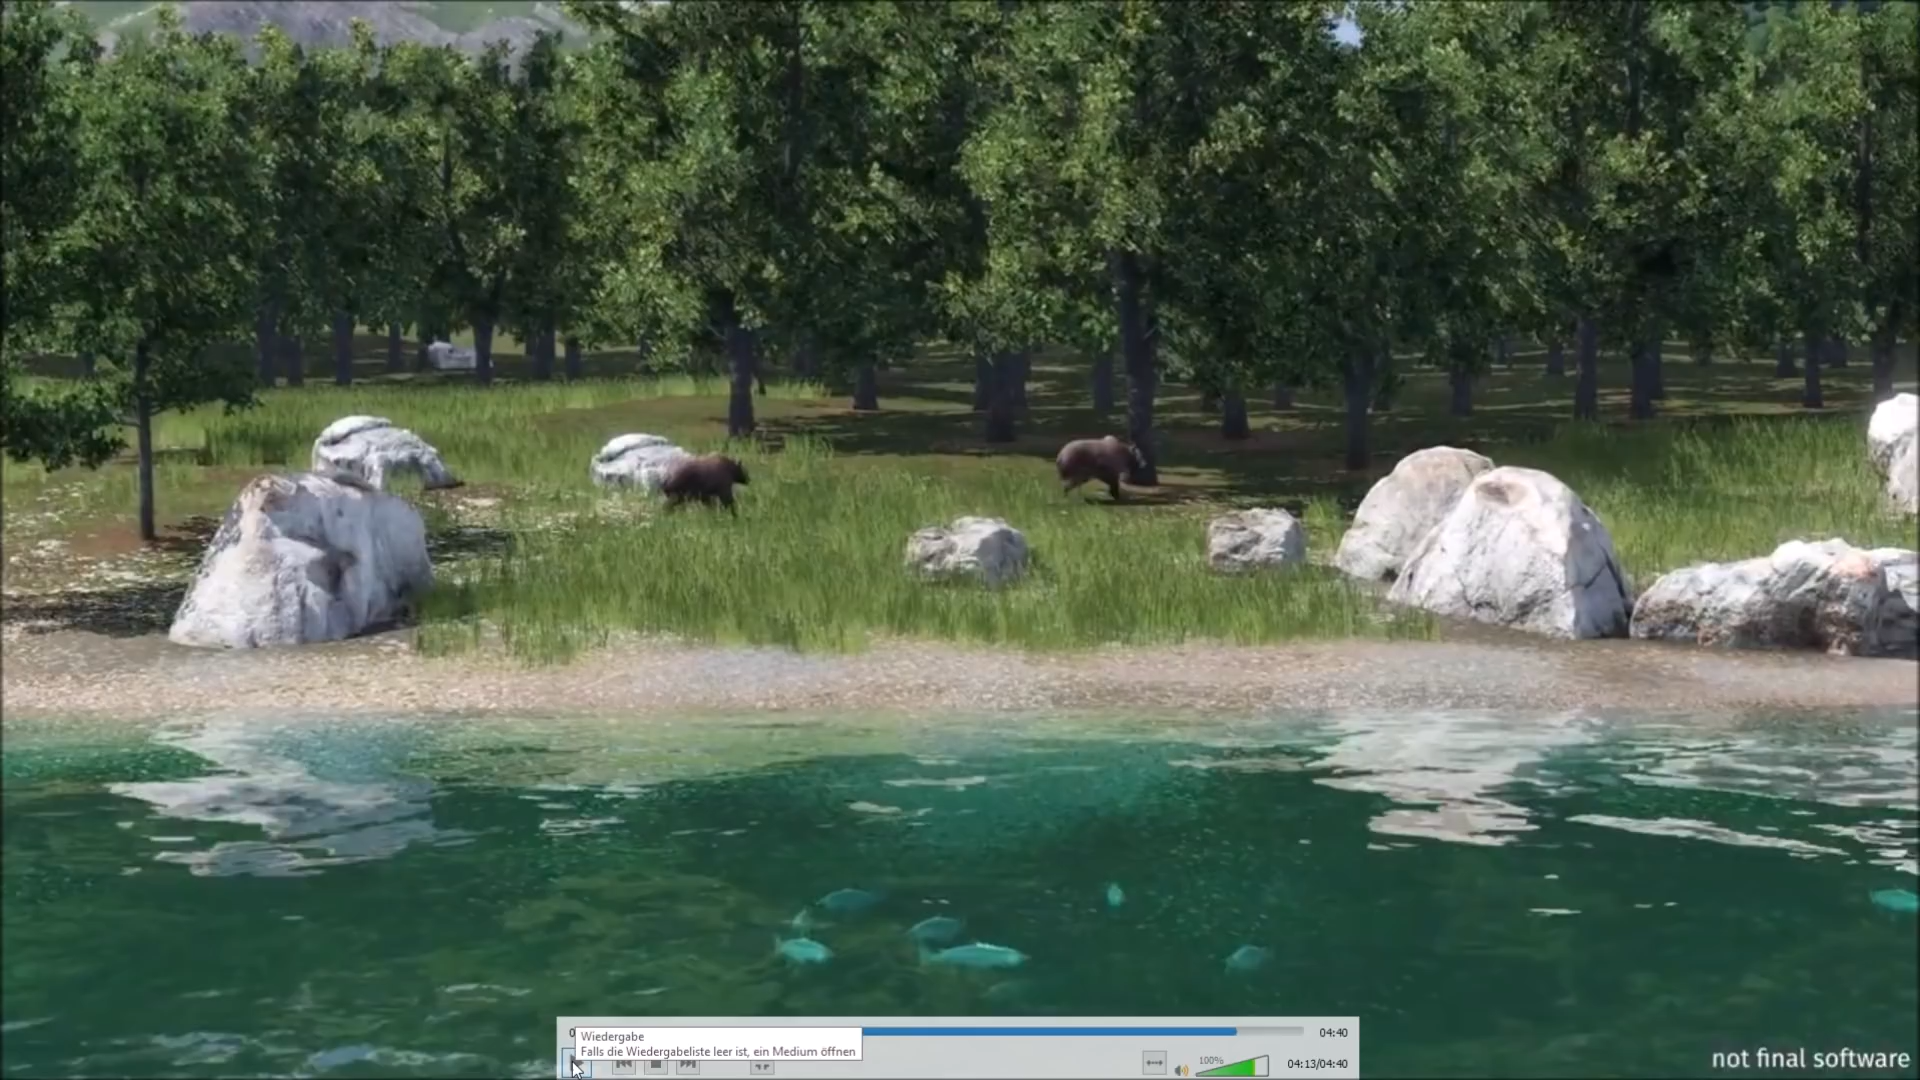 0
04:40
Wiedergabe
Falls die Wiedergabeliste leer ist, ein Medium öffnen
100%
04:13/04:40
not final software